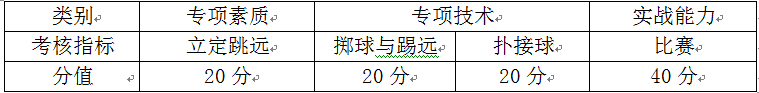 类别 专项素质 专项技术 实战能力
考核指标 立定跳远 掷球与踢远 扑接球 比赛
分值 20 分 20 分 20 分 40 分